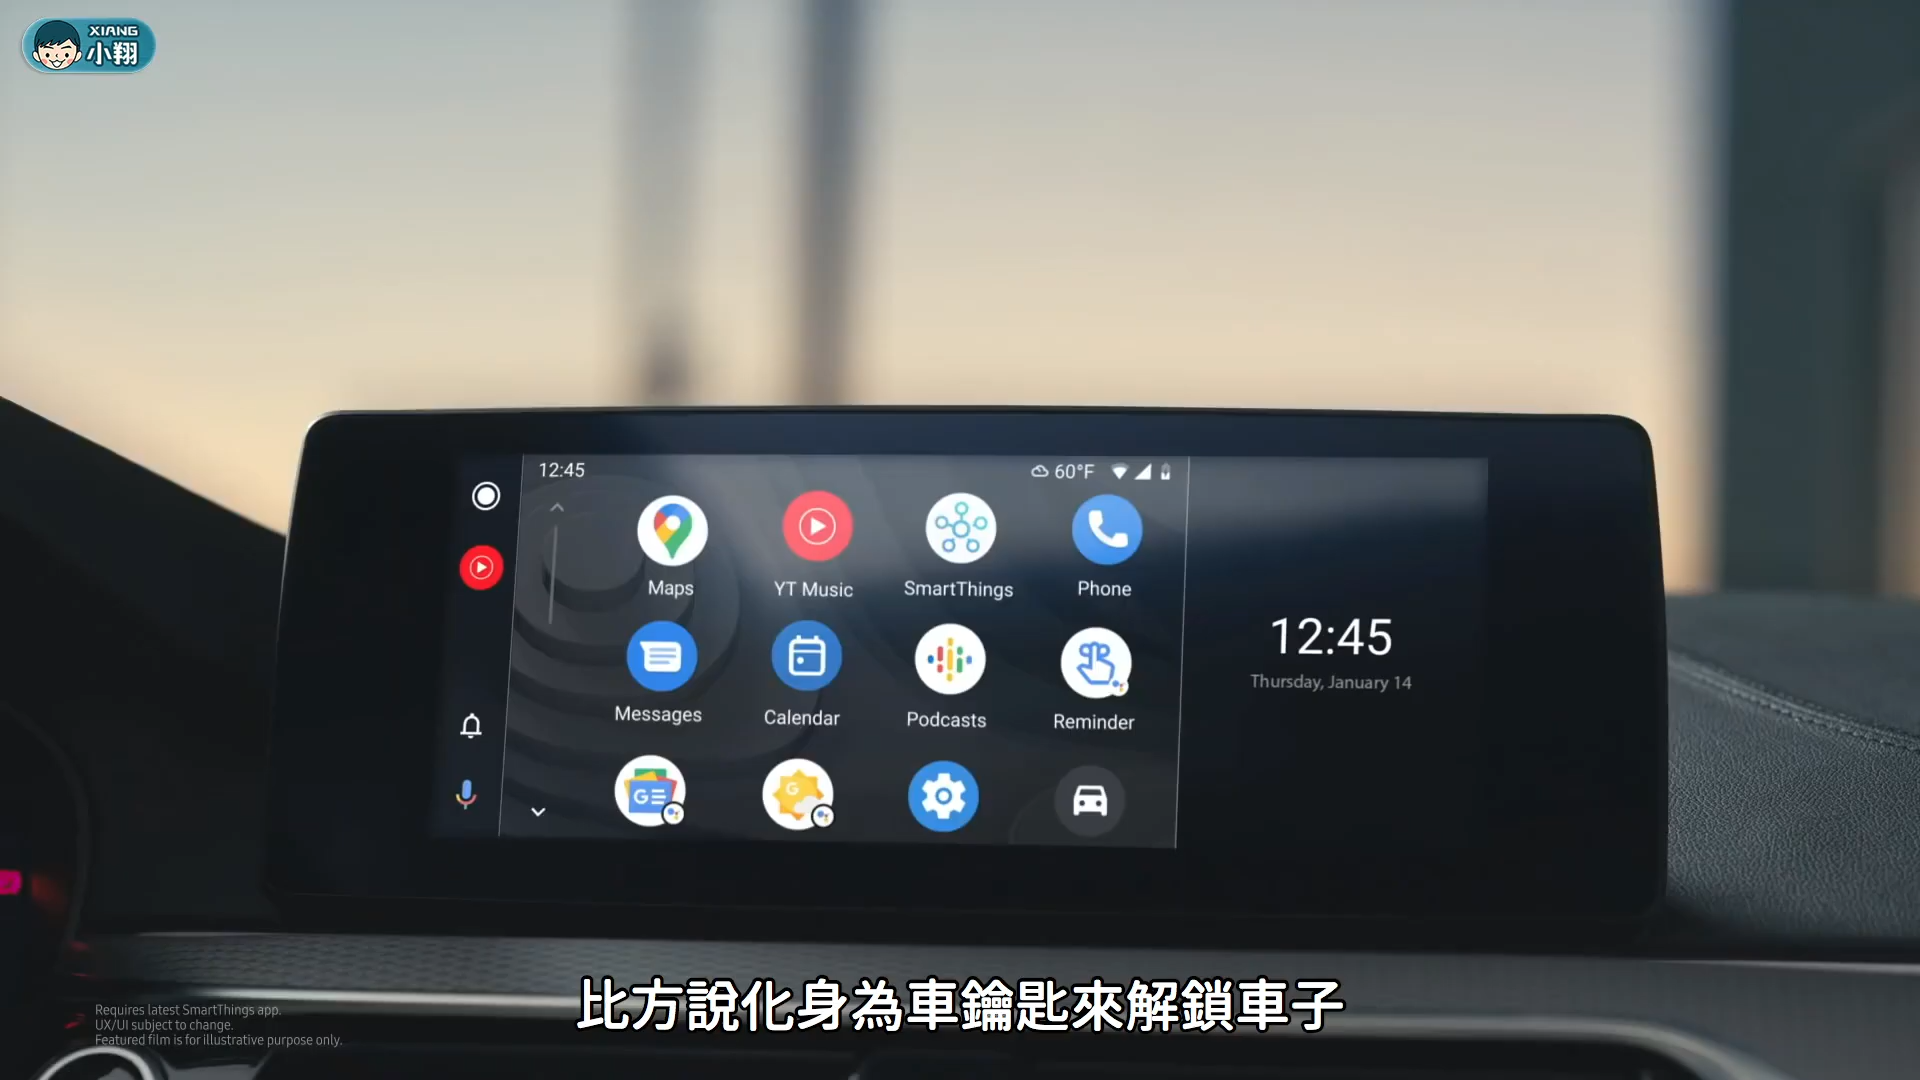 XIANG
小翔
12:45
60°F
Maps
YT Music
SmartThings
Phone
12:45
Thursday, January 14
Messages
Calendar
Podcasts
Reminder
GE
G
比方說化身為車鑰匙來解鎖車子
Requires latest SmartThings app.
UX/UI subject to change.
Featured film is for illustrative purpose only.